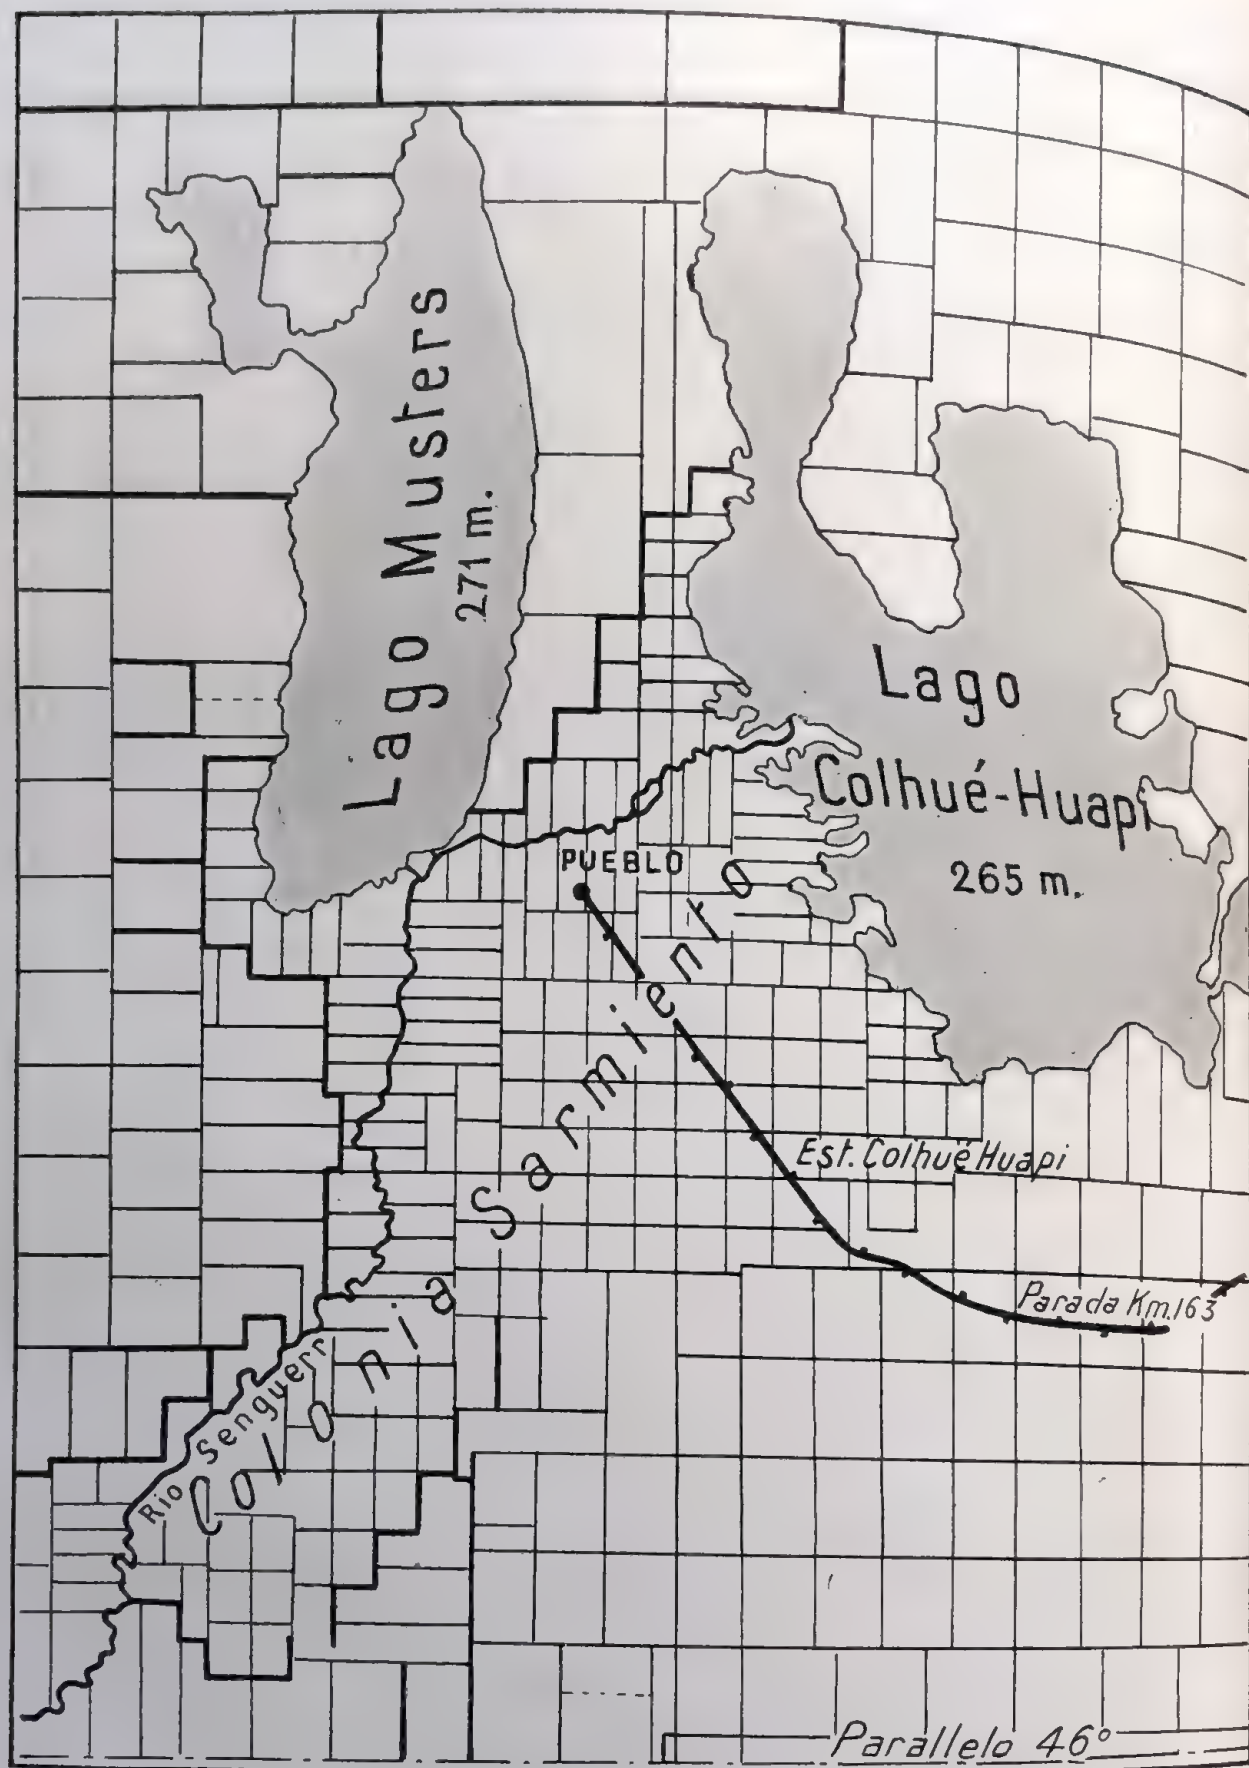 Lago Musters
271 m.
Lago
Colhué-Huapi
265 m.
PUEBLO
Colonia Sarmiento
Est. Colhué Huapi
Parada Km.163
Rio Senguerr
Parallelo 46°